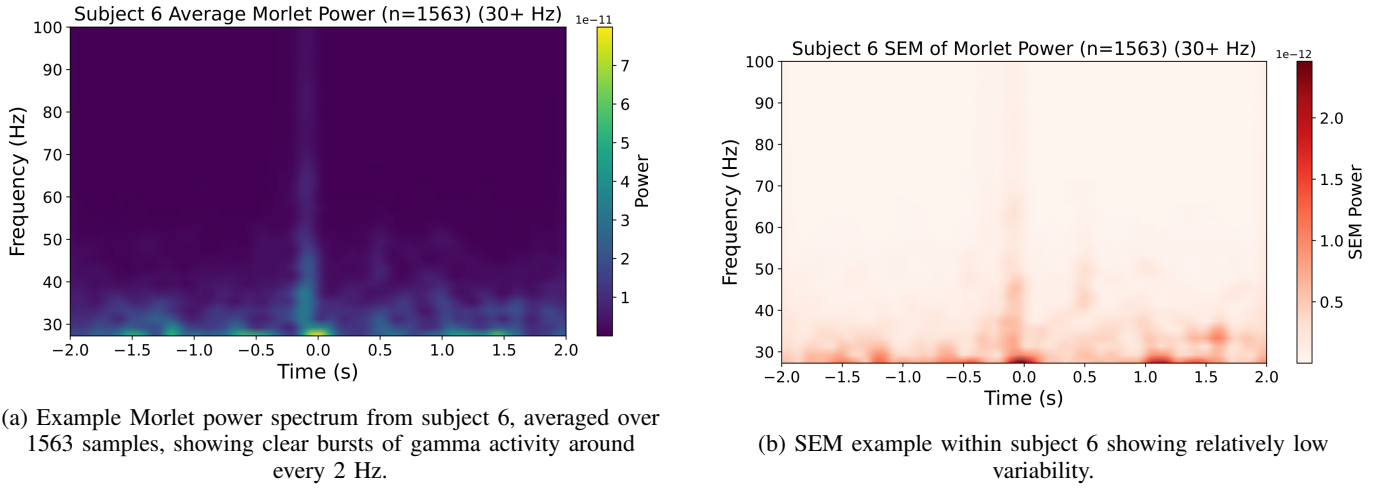 Subject 6 Average Morlet Power (n=1563) (30+ Hz)
1e−11
100
90
80
70
60
50
40
30
Frequency (Hz)
−2.0 −1.5 −1.0 −0.5 0.0 0.5 1.0 1.5 2.0
Time (s)
7
6
5
4
3
2
1
Power
(a) Example Morlet power spectrum from subject 6, averaged over
1563 samples, showing clear bursts of gamma activity around
every 2 Hz.
Subject 6 SEM of Morlet Power (n=1563) (30+ Hz)
1e−12
100
90
80
70
60
50
40
30
Frequency (Hz)
−2.0 −1.5 −1.0 −0.5 0.0 0.5 1.0 1.5 2.0
Time (s)
2.0
1.5
1.0
0.5
SEM Power
(b) SEM example within subject 6 showing relatively low
variability.